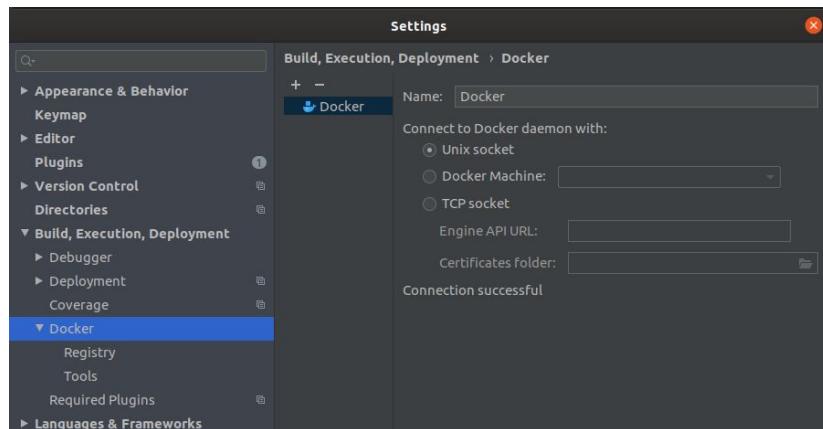 Settings
Appearance & Behavior
Keymap
Editor
Plugins 1
Version Control
Directories
Build, Execution, Deployment
Debugger
Deployment
Coverage
Docker
Registry
Tools
Required Plugins
Languages & Frameworks
Build, Execution, Deployment › Docker
+ −
Docker
Name: Docker
Connect to Docker daemon with:
Unix socket
Docker Machine:
TCP socket
Engine API URL:
Certificates folder:
Connection successful